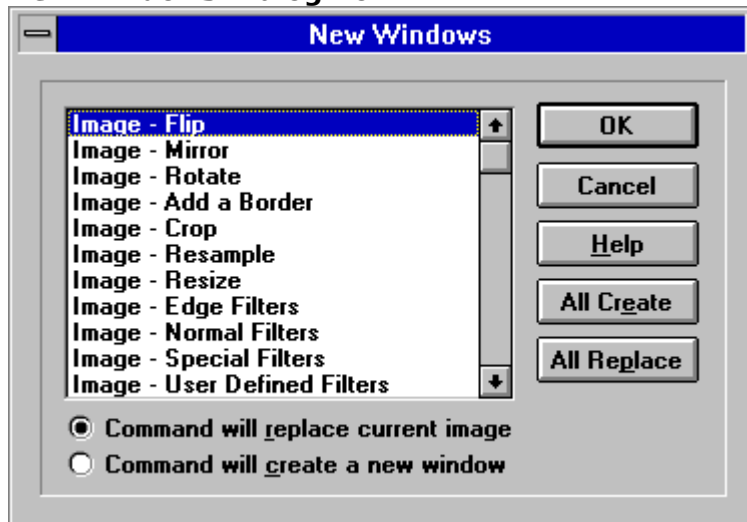 New Windows
Image - Flip
Image - Mirror
Image - Rotate
Image - Add a Border
Image - Crop
Image - Resample
Image - Resize
Image - Edge Filters
Image - Normal Filters
Image - Special Filters
Image - User Defined Filters
OK
Cancel
Help
All Create
All Replace
Command will replace current image
Command will create a new window